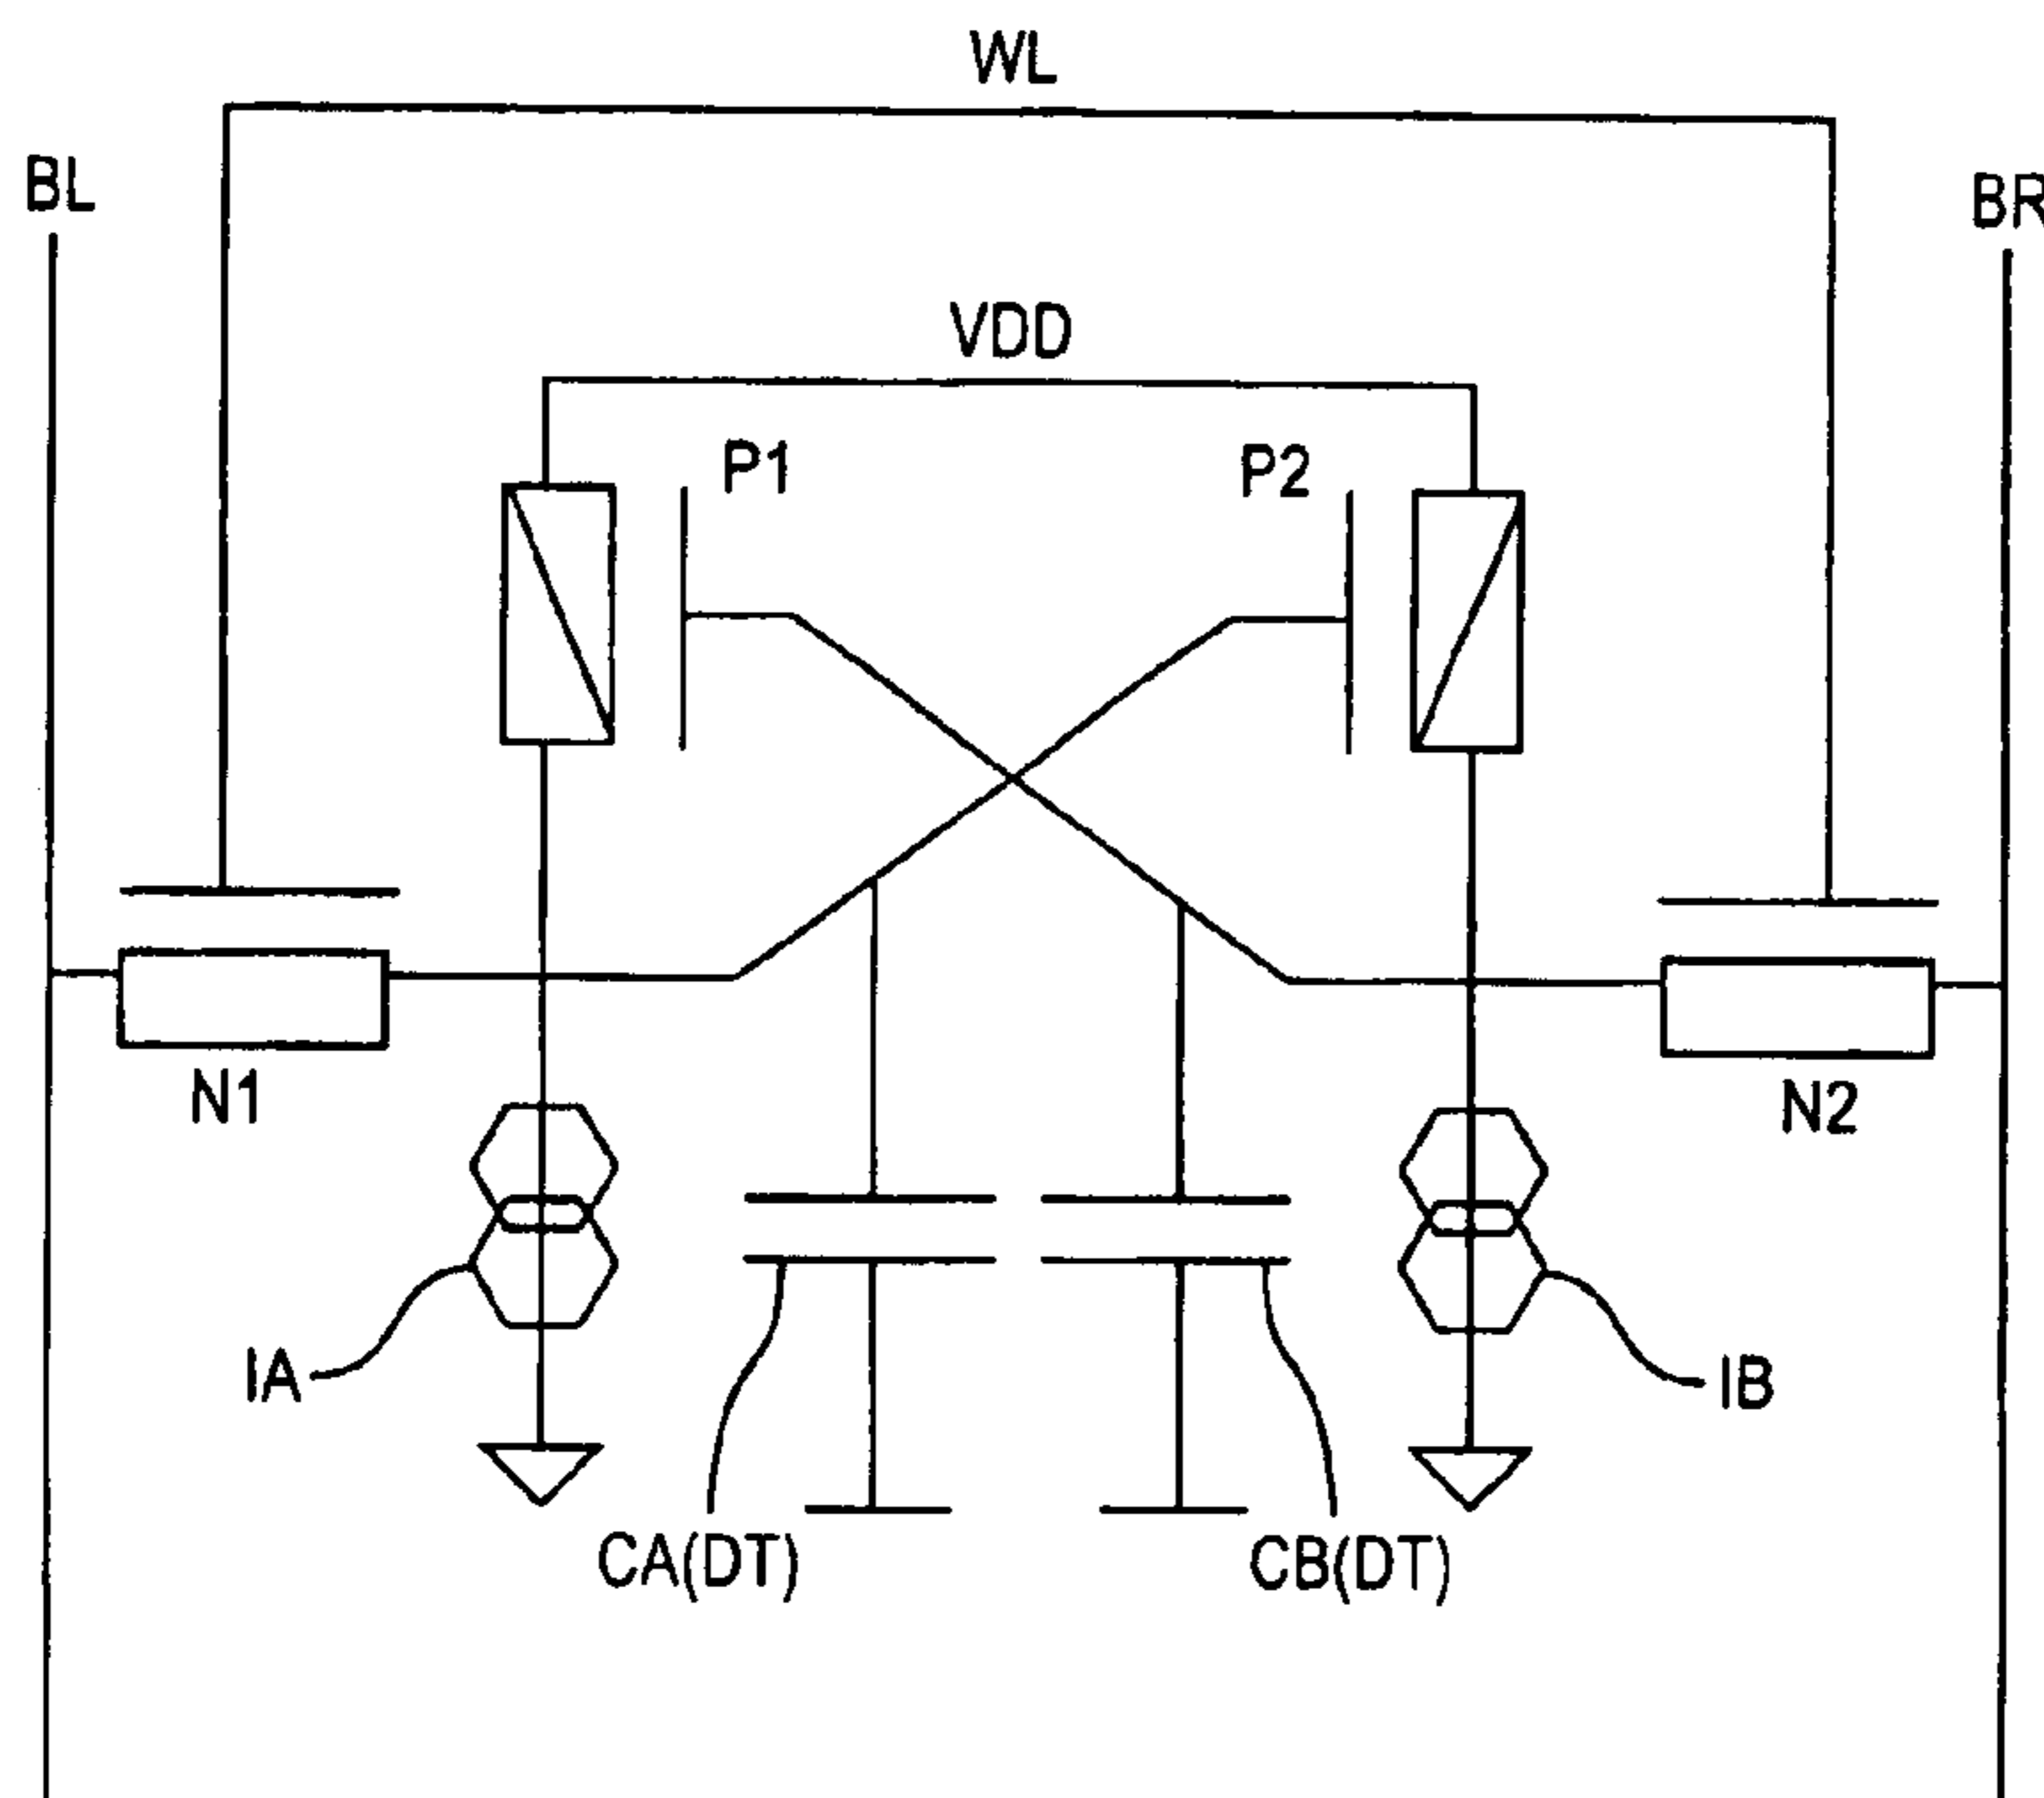 WL
BL
BR
VDD
P1
P2
N1
N2
IA
IB
CA(DT)
CB(DT)